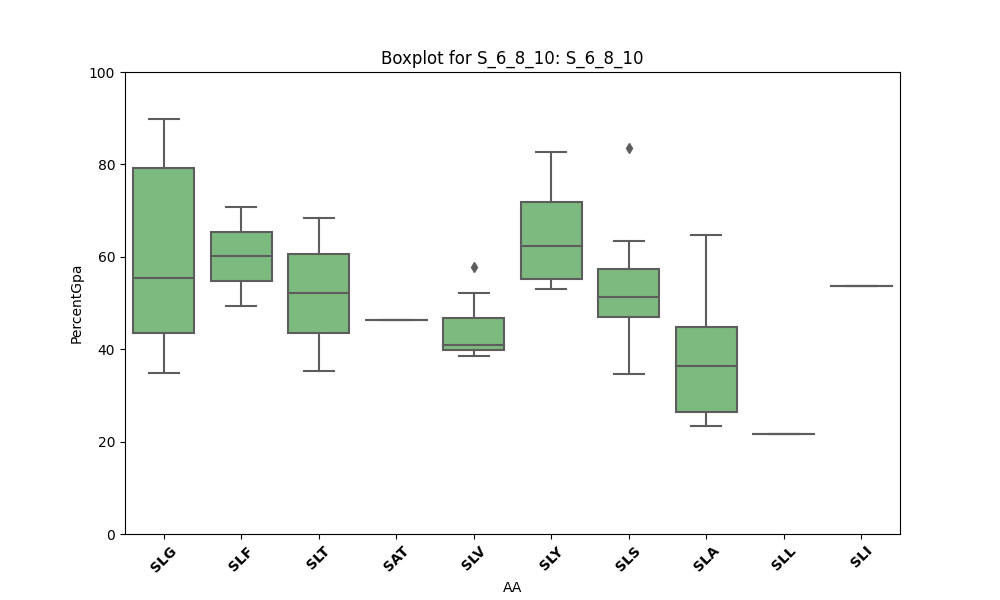 Boxplot for S_6_8_10: S_6_8_10
PercentGpa
100
80
60
40
20
0
SLG SLF SLT SAT SLV SLY SLS SLA SLL SLI
AA